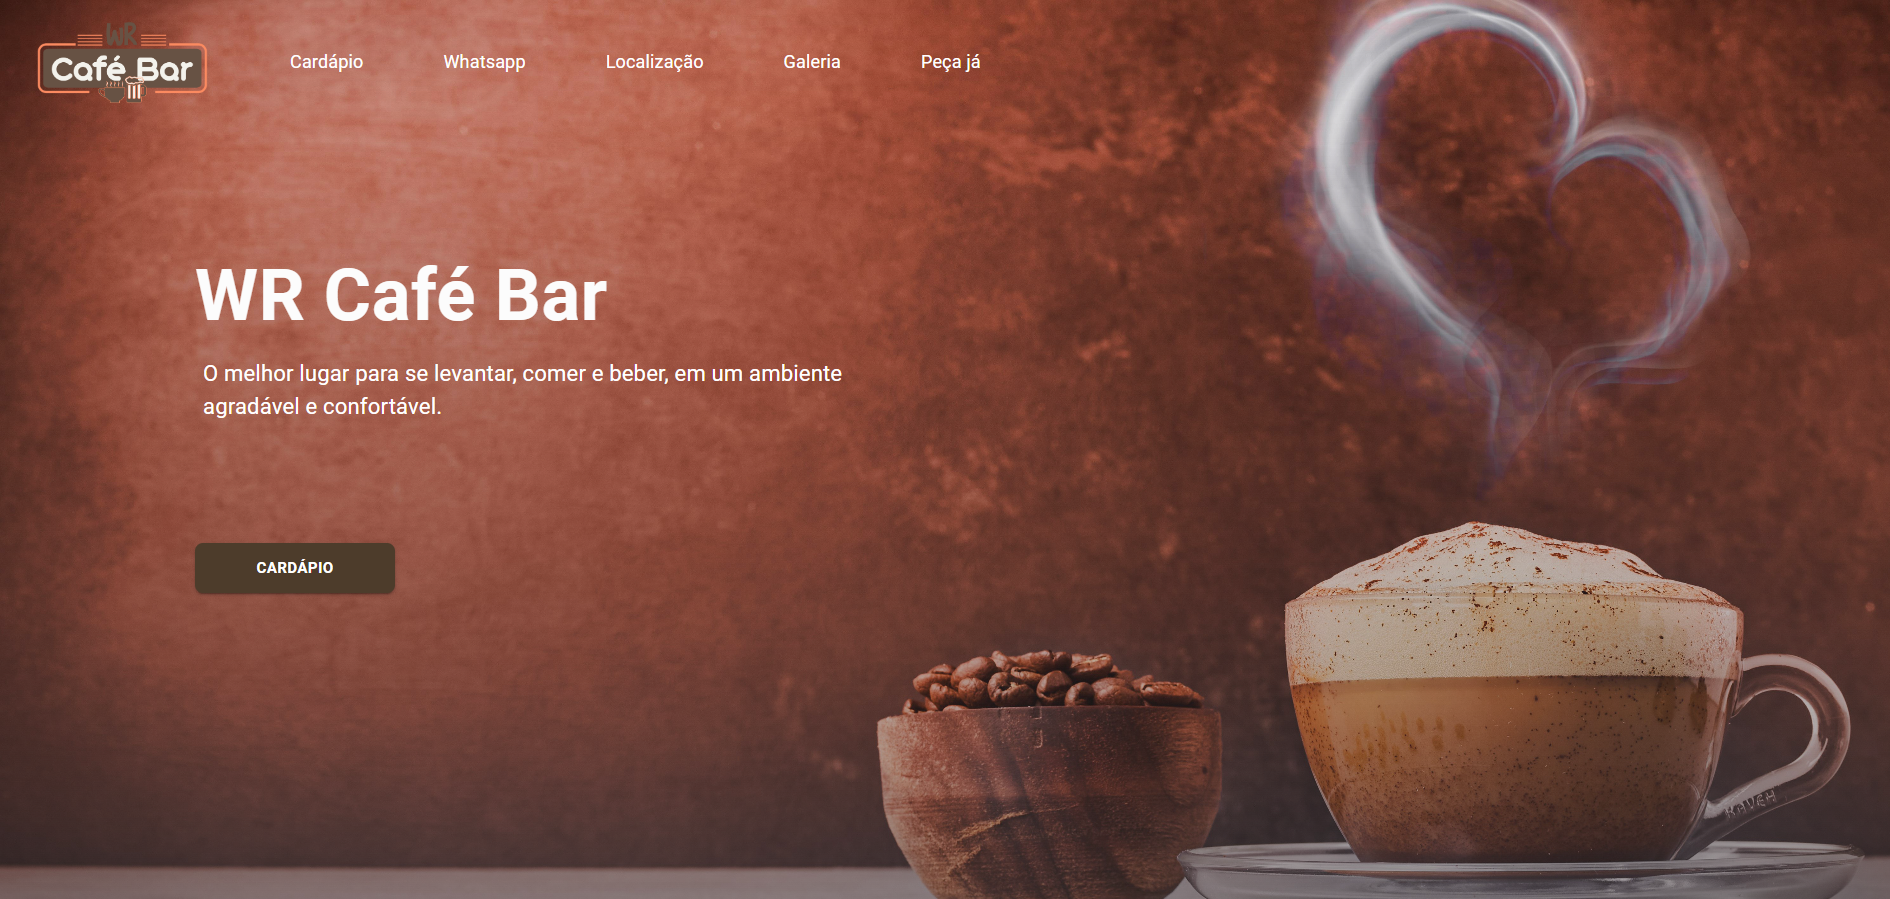 WR
Café Bar
Cardápio
Whatsapp
Localização
Galeria
Peça já
WR Café Bar
O melhor lugar para se levantar, comer e beber, em um ambiente
agradável e confortável.
CARDÁPIO
KAVEH